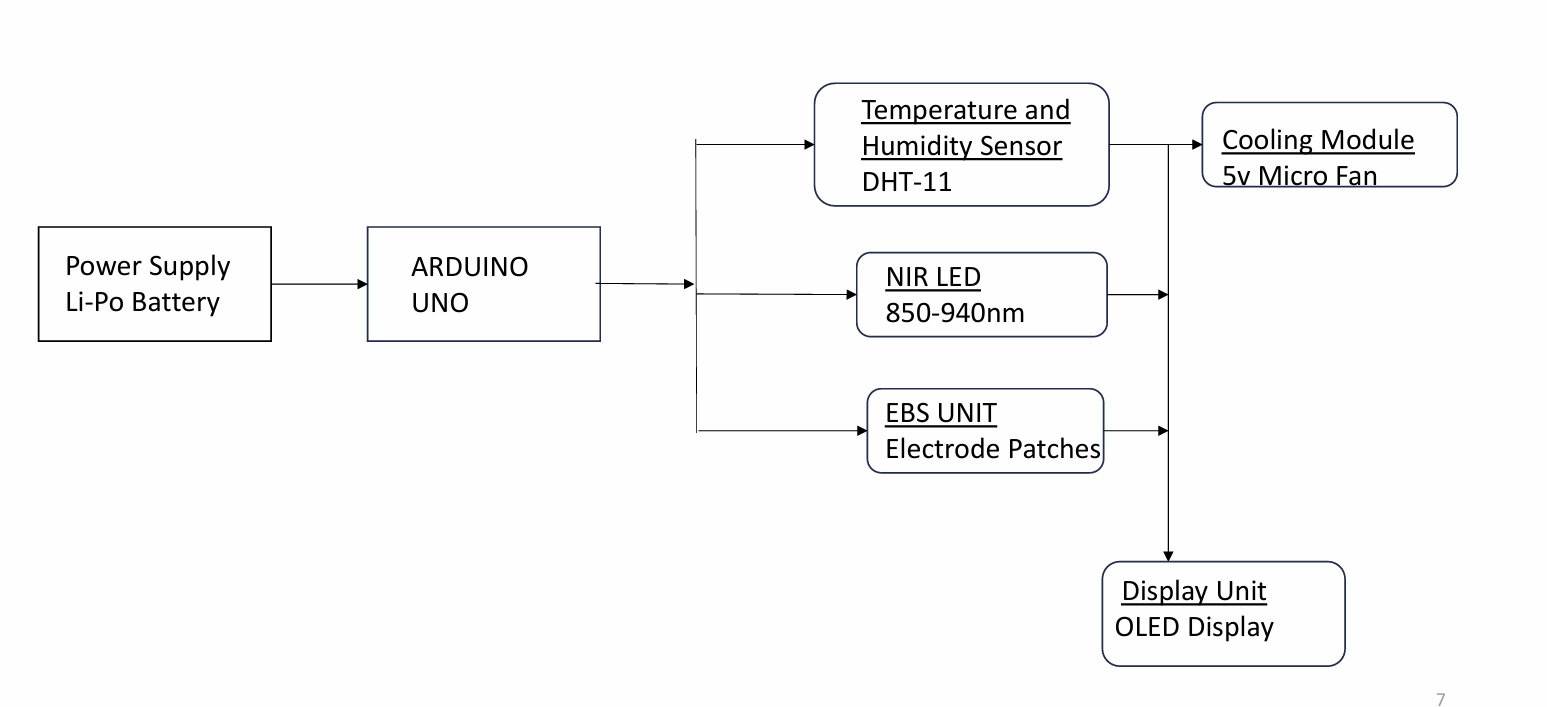 Power Supply
Li-Po Battery
ARDUINO
UNO
Temperature and
Humidity Sensor
DHT-11
Cooling Module
5v Micro Fan
NIR LED
850-940nm
EBS UNIT
Electrode Patches
Display Unit
OLED Display
7